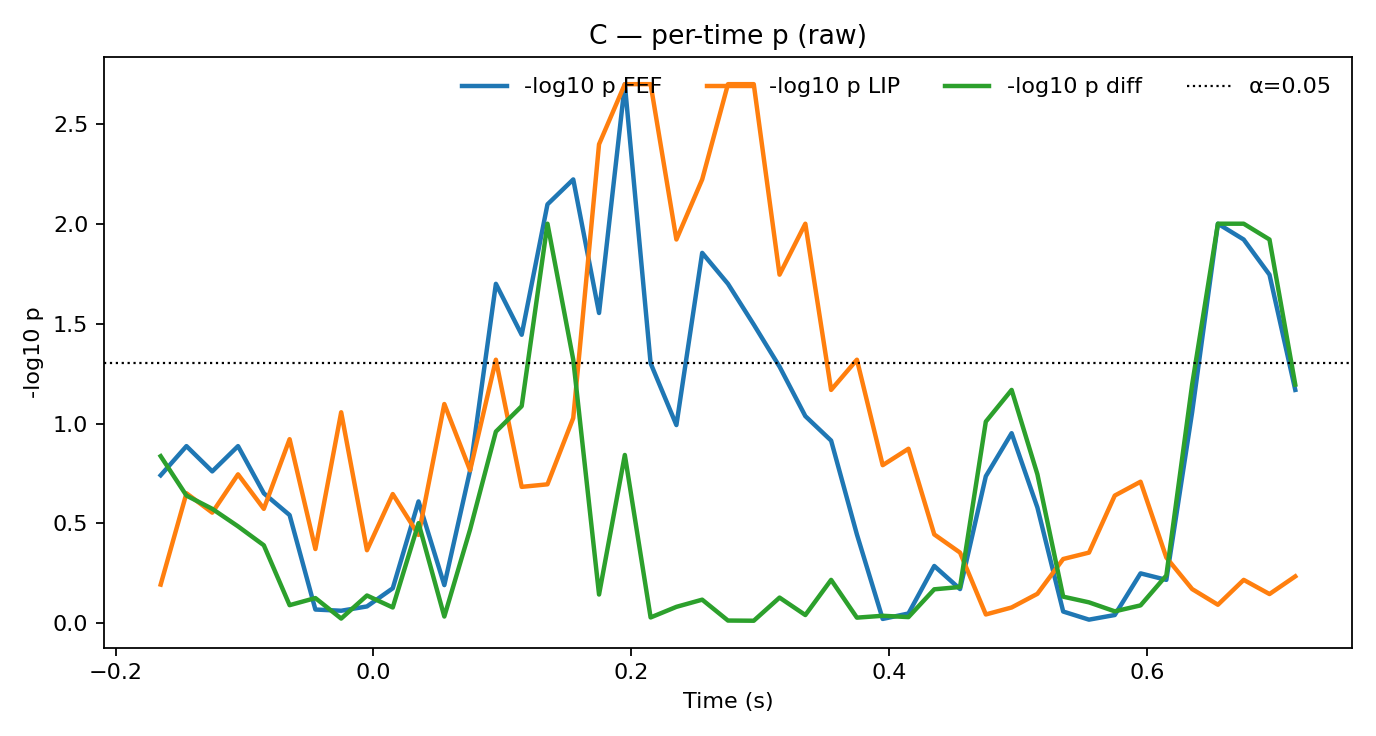 C — per-time p (raw)
-log10 p FEF
-log10 p LIP
-log10 p diff
α=0.05
-log10 p
2.5
2.0
1.5
1.0
0.5
0.0
−0.2
0.0
0.2
0.4
0.6
Time (s)